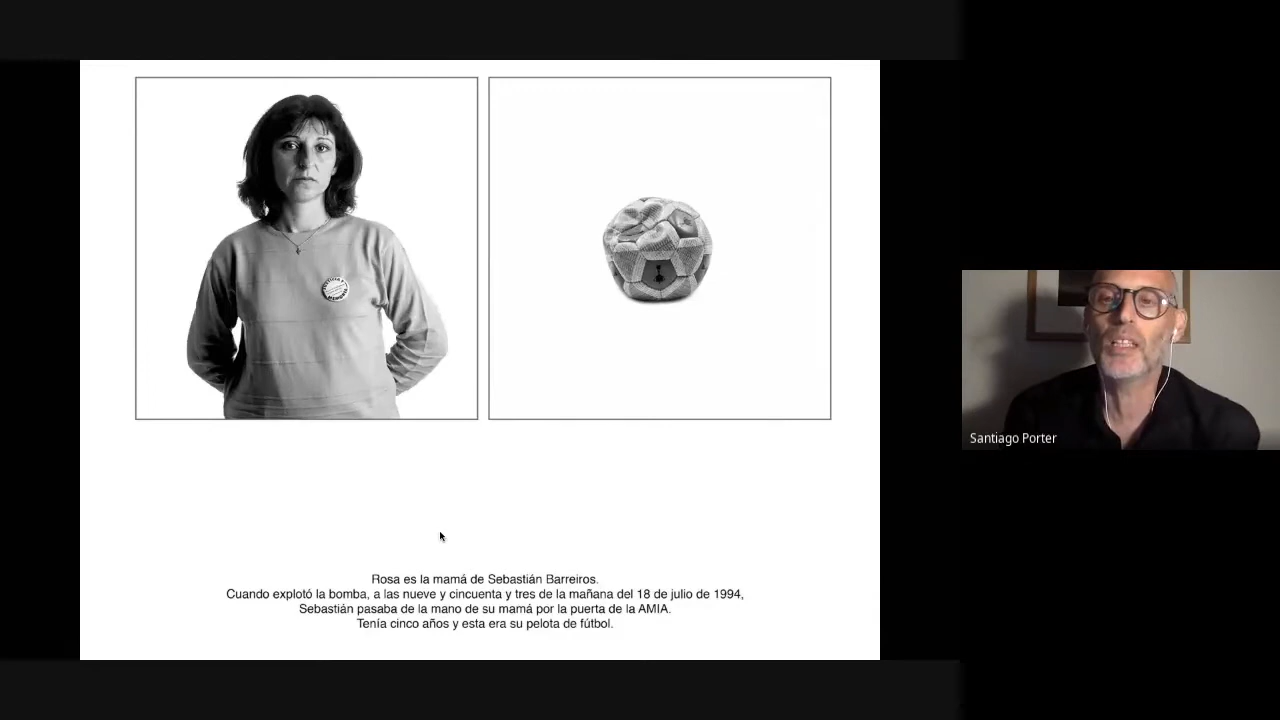 Rosa es la mamá de Sebastián Barreiros.
Cuando explotó la bomba, a las nueve y cincuenta y tres de la mañana del 18 de julio de 1994,
Sebastián pasaba de la mano de su mamá por la puerta de la AMIA.
Tenía cinco años y esta era su pelota de fútbol.
Santiago Porter